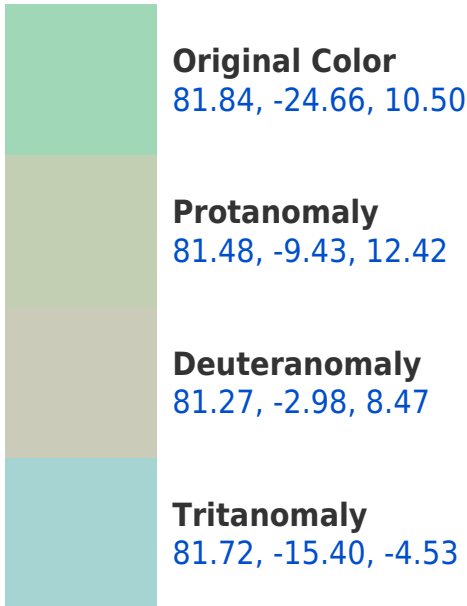 Original Color
81.84, -24.66, 10.50
Protanomaly
81.48, -9.43, 12.42
Deuteranomaly
81.27, -2.98, 8.47
Tritanomaly
81.72, -15.40, -4.53